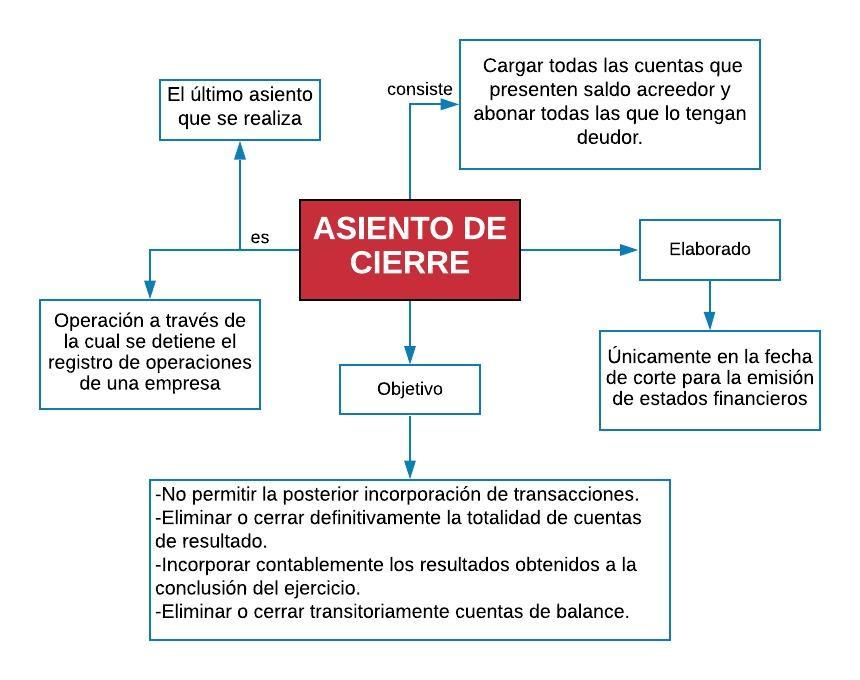 consiste
Cargar todas las cuentas que
presenten saldo acreedor y
abonar todas las que lo tengan
deudor.
El último asiento
que se realiza
es
ASIENTO DE
CIERRE
Elaborado
Operación a través de
la cual se detiene el
registro de operaciones
de una empresa
Únicamente en la fecha
de corte para la emisión
de estados financieros
Objetivo
-No permitir la posterior incorporación de transacciones.
-Eliminar o cerrar definitivamente la totalidad de cuentas
de resultado.
-Incorporar contablemente los resultados obtenidos a la
conclusión del ejercicio.
-Eliminar o cerrar transitoriamente cuentas de balance.